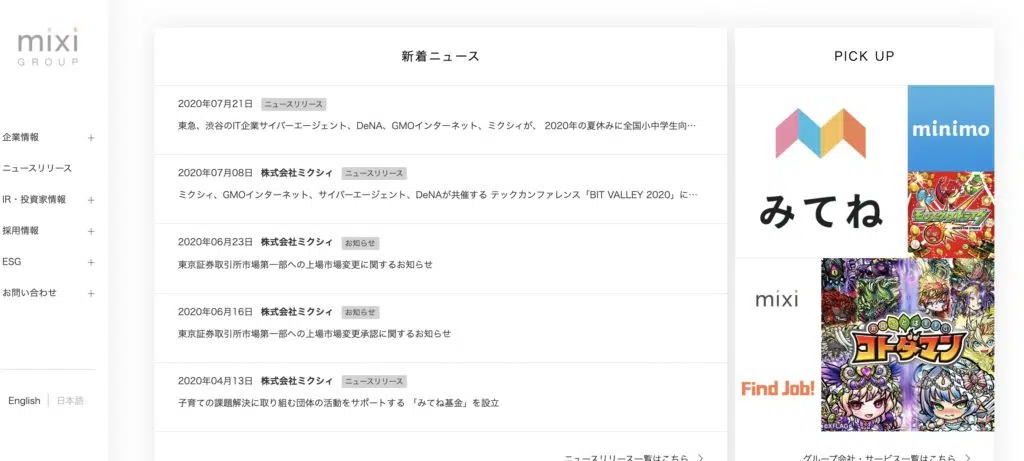 mixi
GROUP
企業情報 +
ニュースリリース
IR・投資家情報 +
採用情報 +
ESG +
お問い合わせ +
English 日本語
新着ニュース
2020年07月21日 ニュースリリース
東急、渋谷のIT企業サイバーエージェント、DeNA、GMOインターネット、ミクシィが、 2020年の夏休みに全国小中学生向…
2020年07月08日 株式会社ミクシィ ニュースリリース
ミクシィ、GMOインターネット、サイバーエージェント、DeNAが共催する テックカンファレンス「BIT VALLEY 2020」に…
2020年06月23日 株式会社ミクシィ お知らせ
東京証券取引所市場第一部への上場市場変更に関するお知らせ
2020年06月16日 株式会社ミクシィ お知らせ
東京証券取引所市場第一部への上場市場変更承認に関するお知らせ
2020年04月13日 株式会社ミクシィ ニュースリリース
子育ての課題解決に取り組む団体の活動をサポートする 「みてね基金」を設立
ニュースリリース一覧はこちら
PICK UP
みてね
minimo
モンスターストライク
mixi
コトダマン
Find Job!
©XFLAG
グループ会社・サービス一覧はこちら